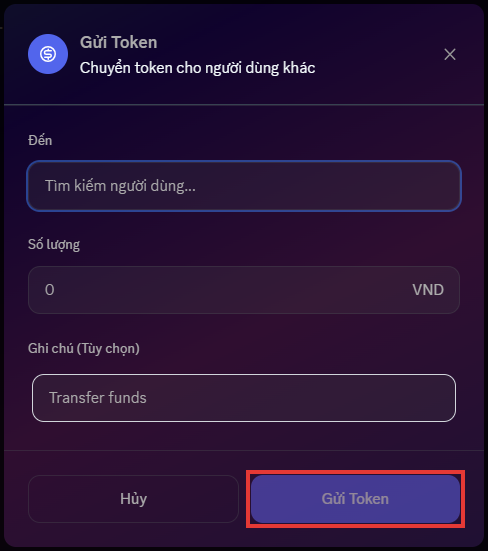 Gửi Token
Chuyển token cho người dùng khác
Đến
Tìm kiếm người dùng...
Số lượng
0 VND
Ghi chú (Tùy chọn)
Transfer funds
Hủy Gửi Token